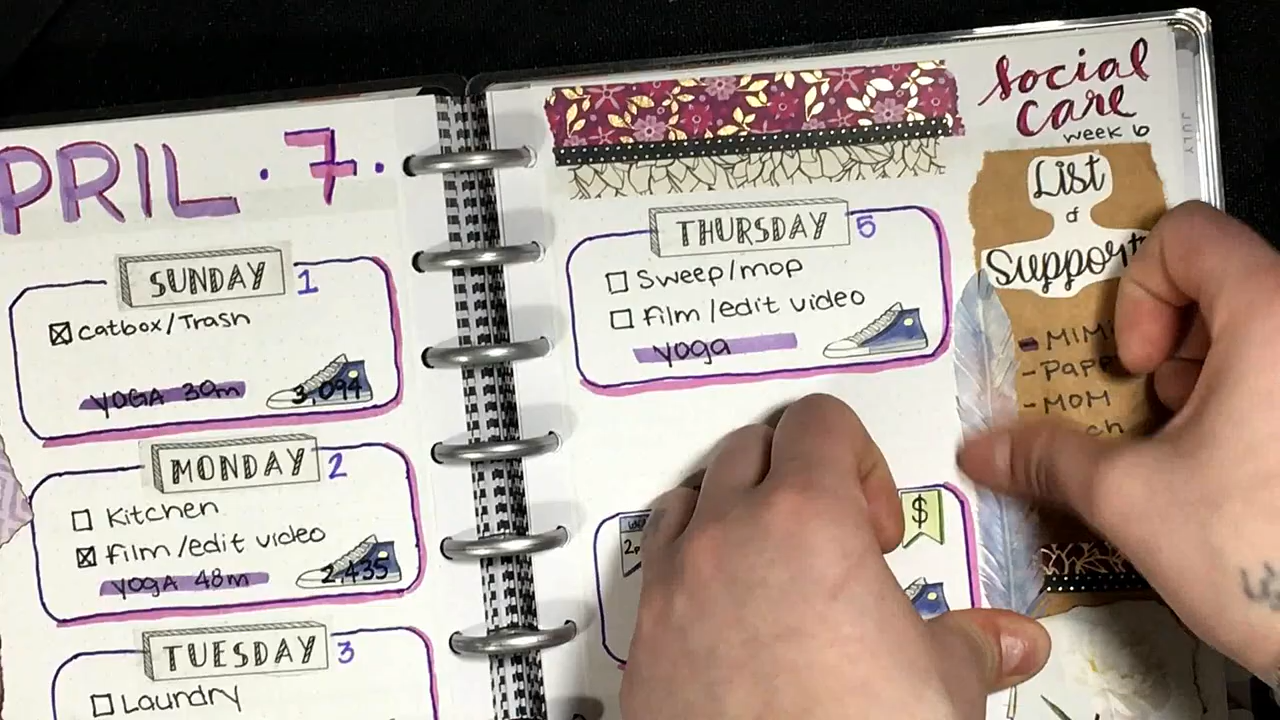 PRIL · 7 ·
SUNDAY 1
catbox/Trash
YOGA 30m
3,094
MONDAY 2
Kitchen
film/edit video
YOGA 48m
2,435
TUESDAY 3
Laundry
THURSDAY 5
Sweep/mop
film/edit video
yoga
$
Social
care
week 6
List
of
Support
- MOM
JULY